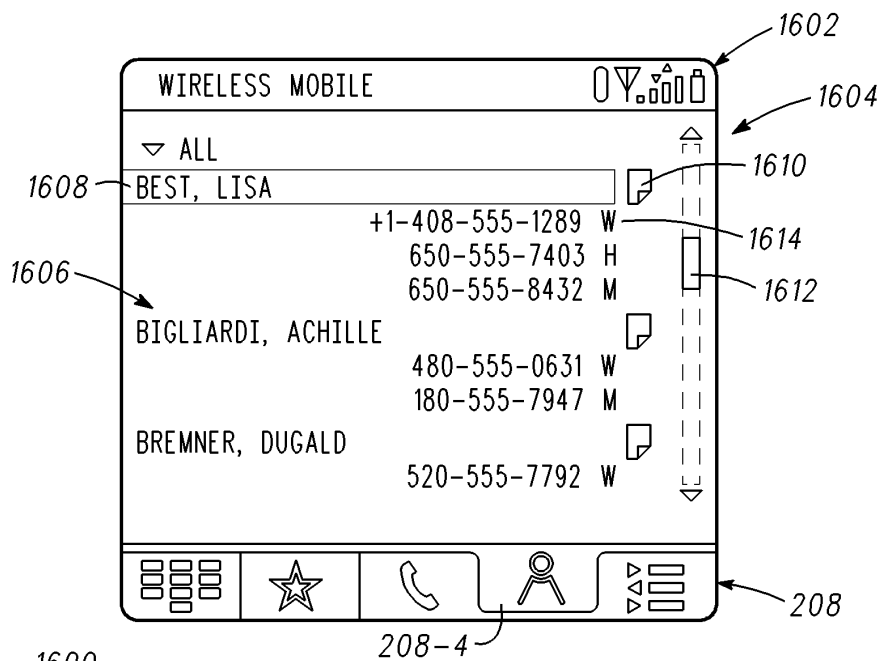 1602
WIRELESS MOBILE
1604
ALL
1610
1608 BEST, LISA
+1-408-555-1289 W 1614
650-555-7403 H
1606 650-555-8432 M 1612
BIGLIARDI, ACHILLE
480-555-0631 W
180-555-7947 M
BREMNER, DUGALD
520-555-7792 W
208
208-4